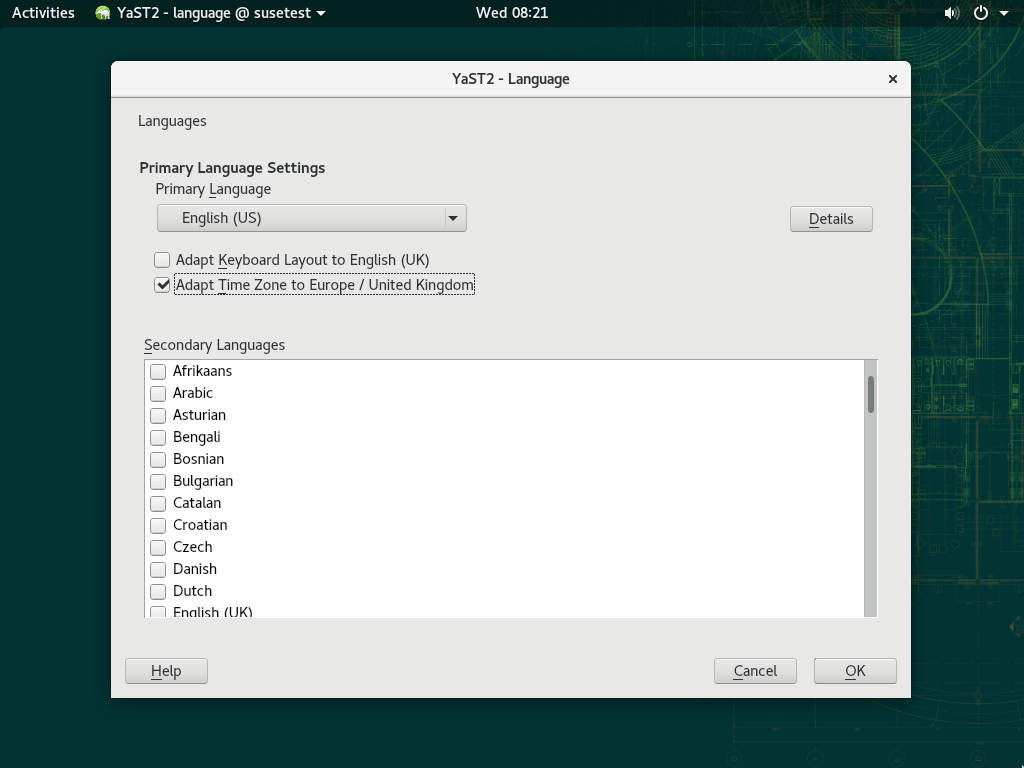 Activities YaST2 - language @ susetest Wed 08:21
YaST2 - Language
Languages
Primary Language Settings
Primary Language
English (US)
Details
Adapt Keyboard Layout to English (UK)
Adapt Time Zone to Europe / United Kingdom
Secondary Languages
Afrikaans
Arabic
Asturian
Bengali
Bosnian
Bulgarian
Catalan
Croatian
Czech
Danish
Dutch
English (UK)
Help Cancel OK